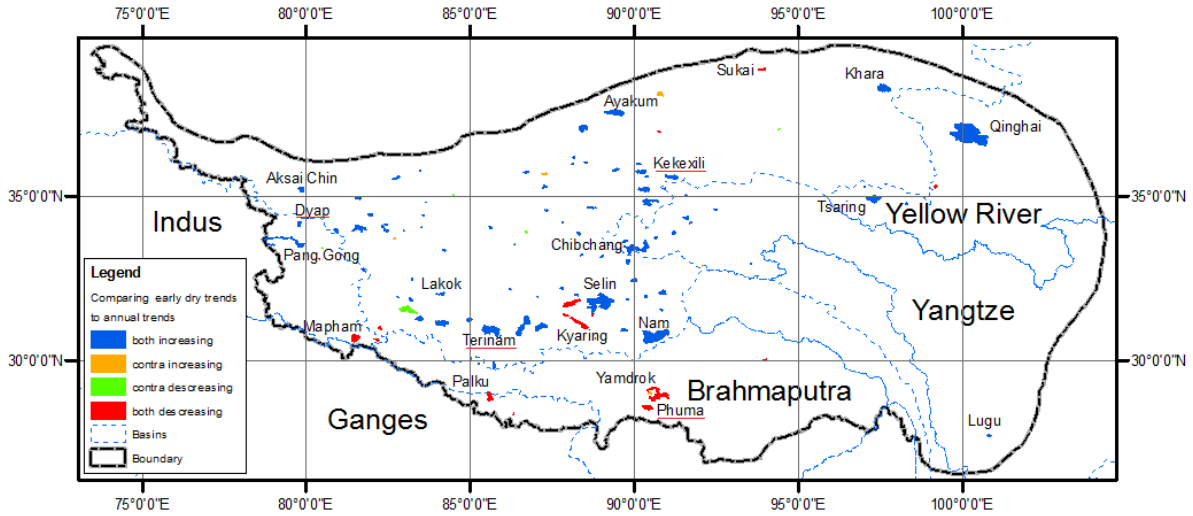 75°0'0"E 80°0'0"E 85°0'0"E 90°0'0"E 95°0'0"E 100°0'0"E
Sukai
Khara
Ayakum
Qinghai
Kekexili
Aksai Chin
35°0'0"N 35°0'0"N
Dyap
Tsaring
Indus
Yellow River
Chibchang
Pang.Gong
Legend
Comparing early dry trends
to annual trends
both increasing
contra increasing
contra descreasing
both descreasing
Basins
Boundary
Lakok
Selin
Yangtze
Mapham
Terinam
Kyaring
Nam
30°0'0"N 30°0'0"N
Palku
Yamdrok
Brahmaputra
Ganges
Phuma
Lugu
75°0'0"E 80°0'0"E 85°0'0"E 90°0'0"E 95°0'0"E 100°0'0"E